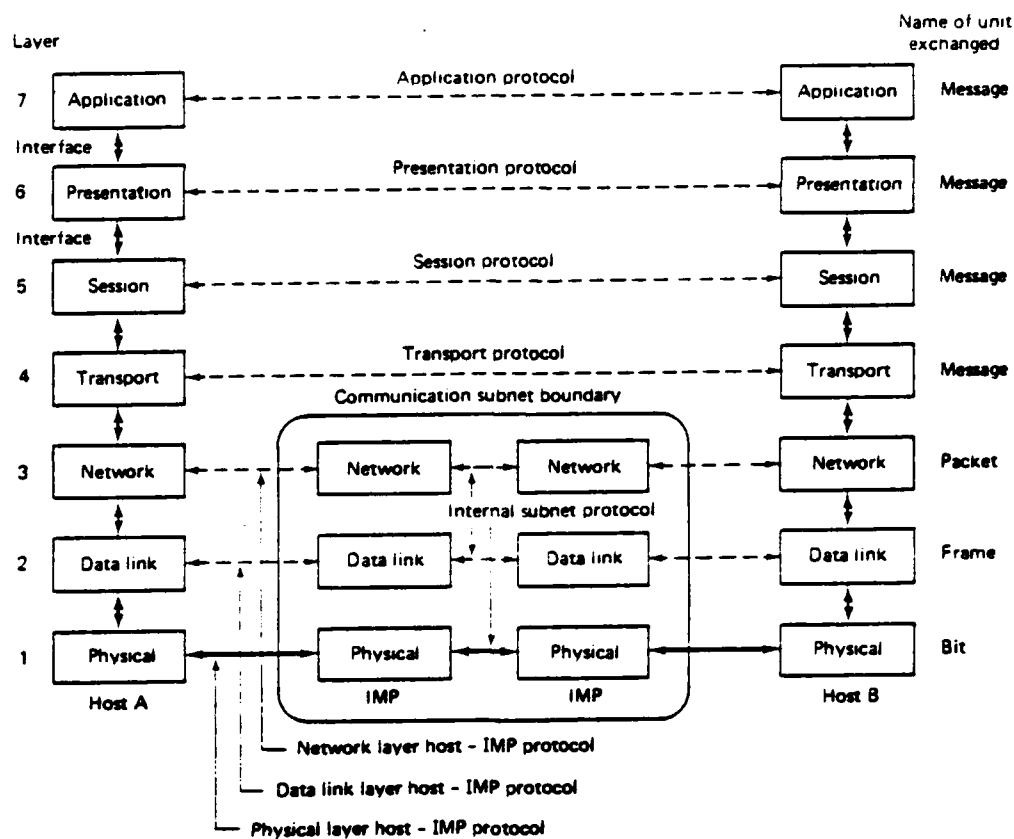 Layer
Name of unit
exchanged
Application protocol
7 Application Application Message
Interface
Presentation protocol
6 Presentation Presentation Message
Interface
Session protocol
5 Session Session Message
Transport protocol
4 Transport Transport Message
Communication subnet boundary
3 Network Network Network Network Packet
Internal subnet protocol
2 Data link Data link Data link Data link Frame
1 Physical Physical Physical Physical Bit
Host A IMP IMP Host B
Network layer host - IMP protocol
Data link layer host - IMP protocol
Physical layer host - IMP protocol